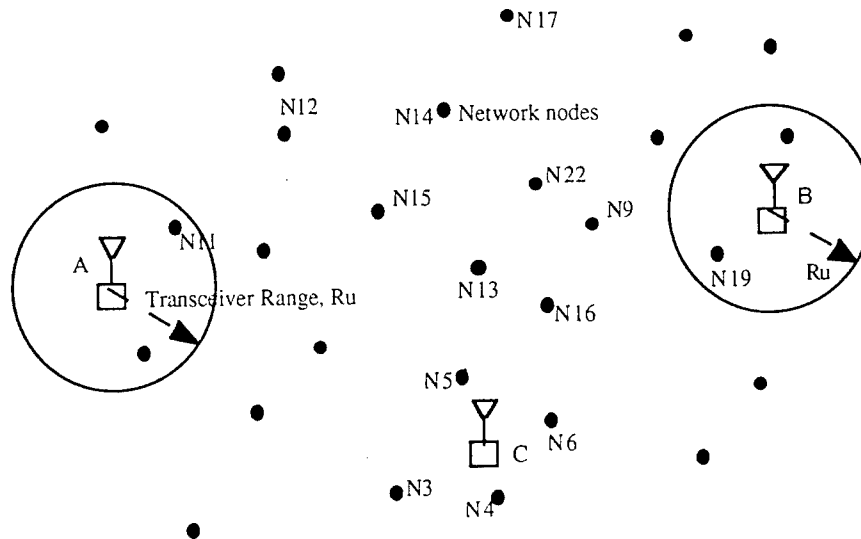 N17
N12
N14 Network nodes
N22
N15
N9
B
N11
A
N19
Ru
N13
Transceiver Range, Ru
N16
N5
N6
C
N3
N4